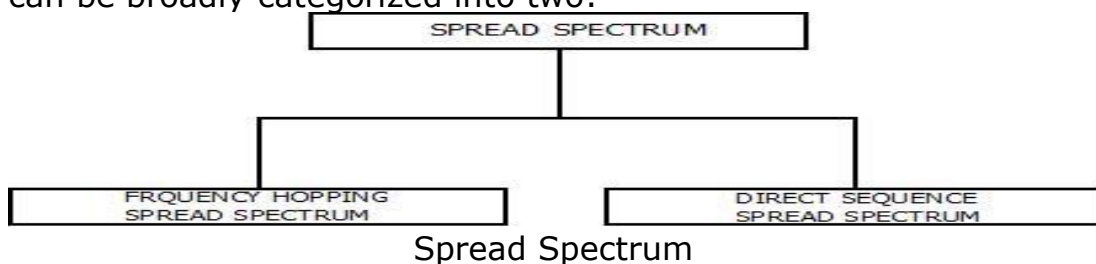 can be broadly categorized into two:
SPREAD SPECTRUM
FRQUENCY HOPPING
SPREAD SPECTRUM
DIRECT SEQUENCE
SPREAD SPECTRUM
Spread Spectrum